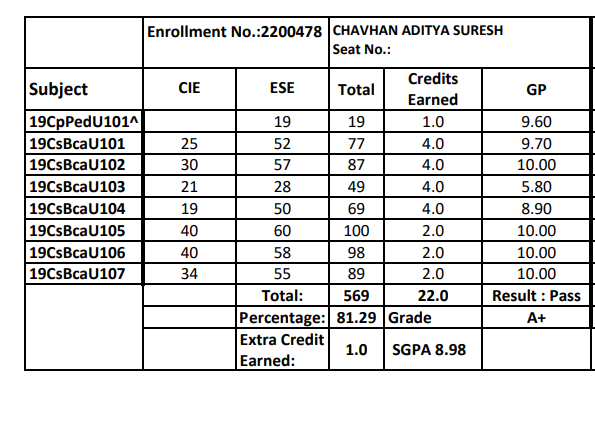 Enrollment No.:2200478 CHAVHAN ADITYA SURESH
Seat No.:
Subject CIE ESE Total Credits Earned GP
19CpPedU101^ 19 19 1.0 9.60
19CsBcaU101 25 52 77 4.0 9.70
19CsBcaU102 30 57 87 4.0 10.00
19CsBcaU103 21 28 49 4.0 5.80
19CsBcaU104 19 50 69 4.0 8.90
19CsBcaU105 40 60 100 2.0 10.00
19CsBcaU106 40 58 98 2.0 10.00
19CsBcaU107 34 55 89 2.0 10.00
Total: 569 22.0 Result : Pass
Percentage: 81.29 Grade A+
Extra Credit Earned: 1.0 SGPA 8.98